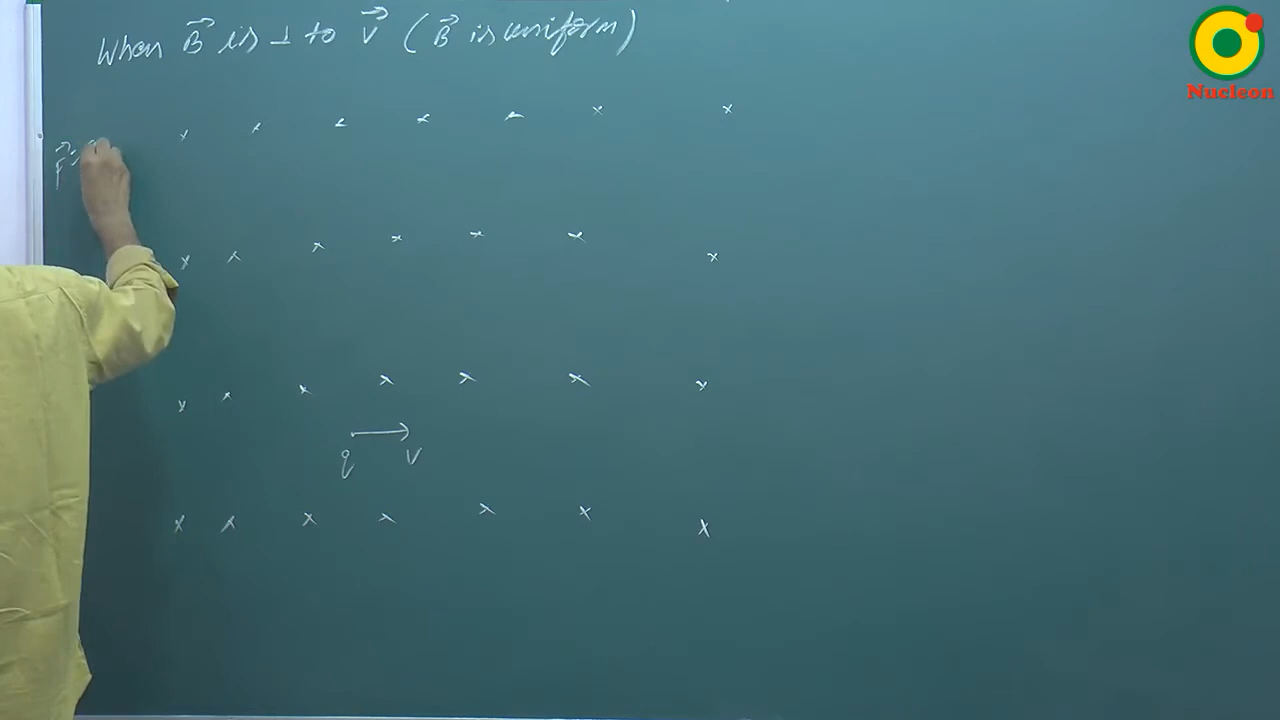 When B⃗ is ⊥ to V⃗ (B⃗ is uniform)
Nucleon
x x x x x x x
F⃗ =
x x x x x x x
x x x x x x x
q V
x x x x x x x